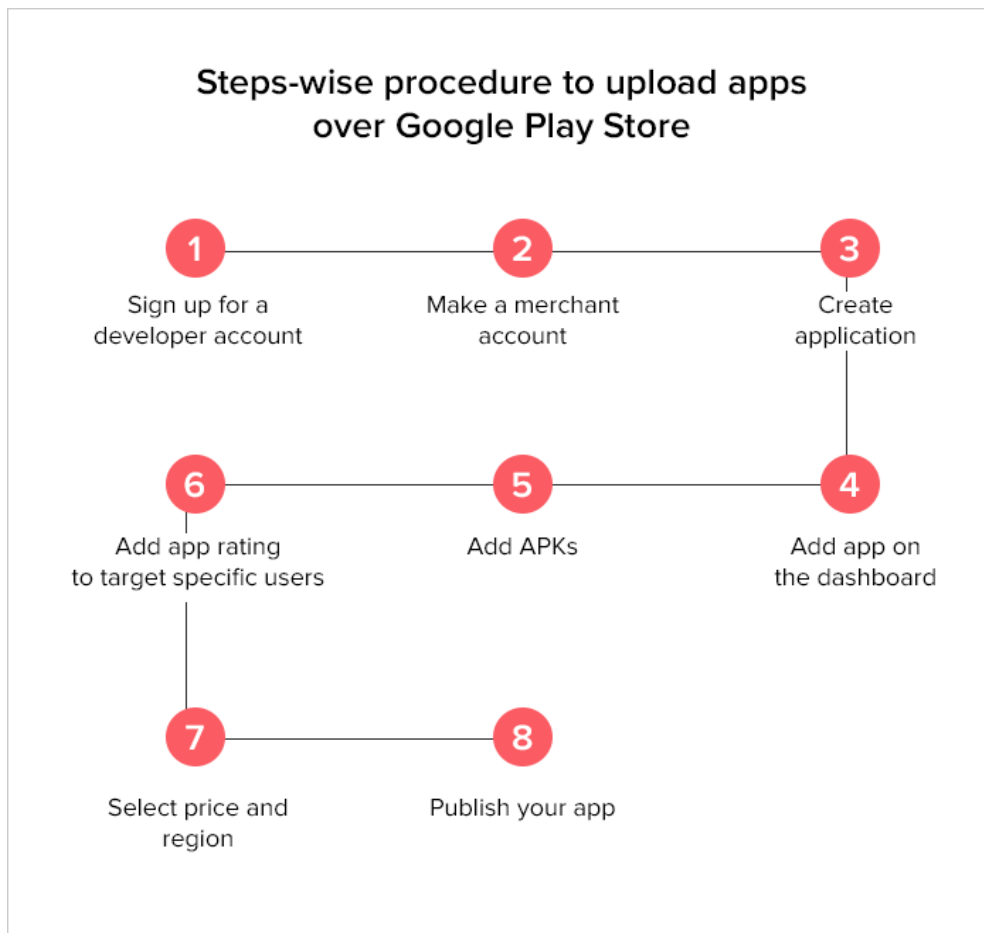 Steps-wise procedure to upload apps
over Google Play Store
1
Sign up for a
developer account
2
Make a merchant
account
3
Create
application
4
Add app on
the dashboard
5
Add APKs
6
Add app rating
to target specific users
7
Select price and
region
8
Publish your app